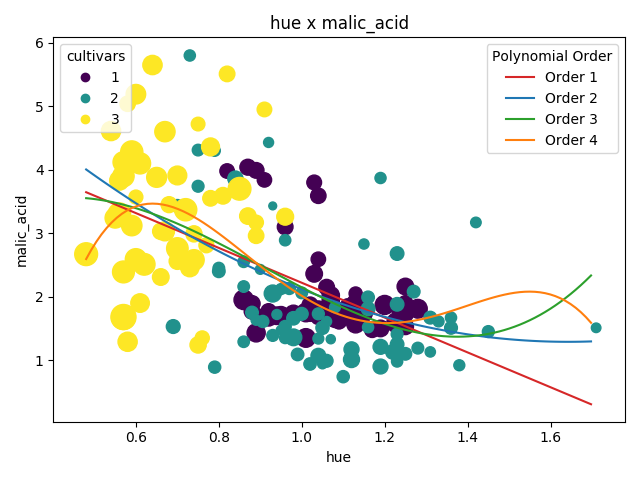 hue x malic_acid
cultivars
1
2
3
Polynomial Order
Order 1
Order 2
Order 3
Order 4
6
5
4
3
2
1
malic_acid
0.6
0.8
1.0
1.2
1.4
1.6
hue